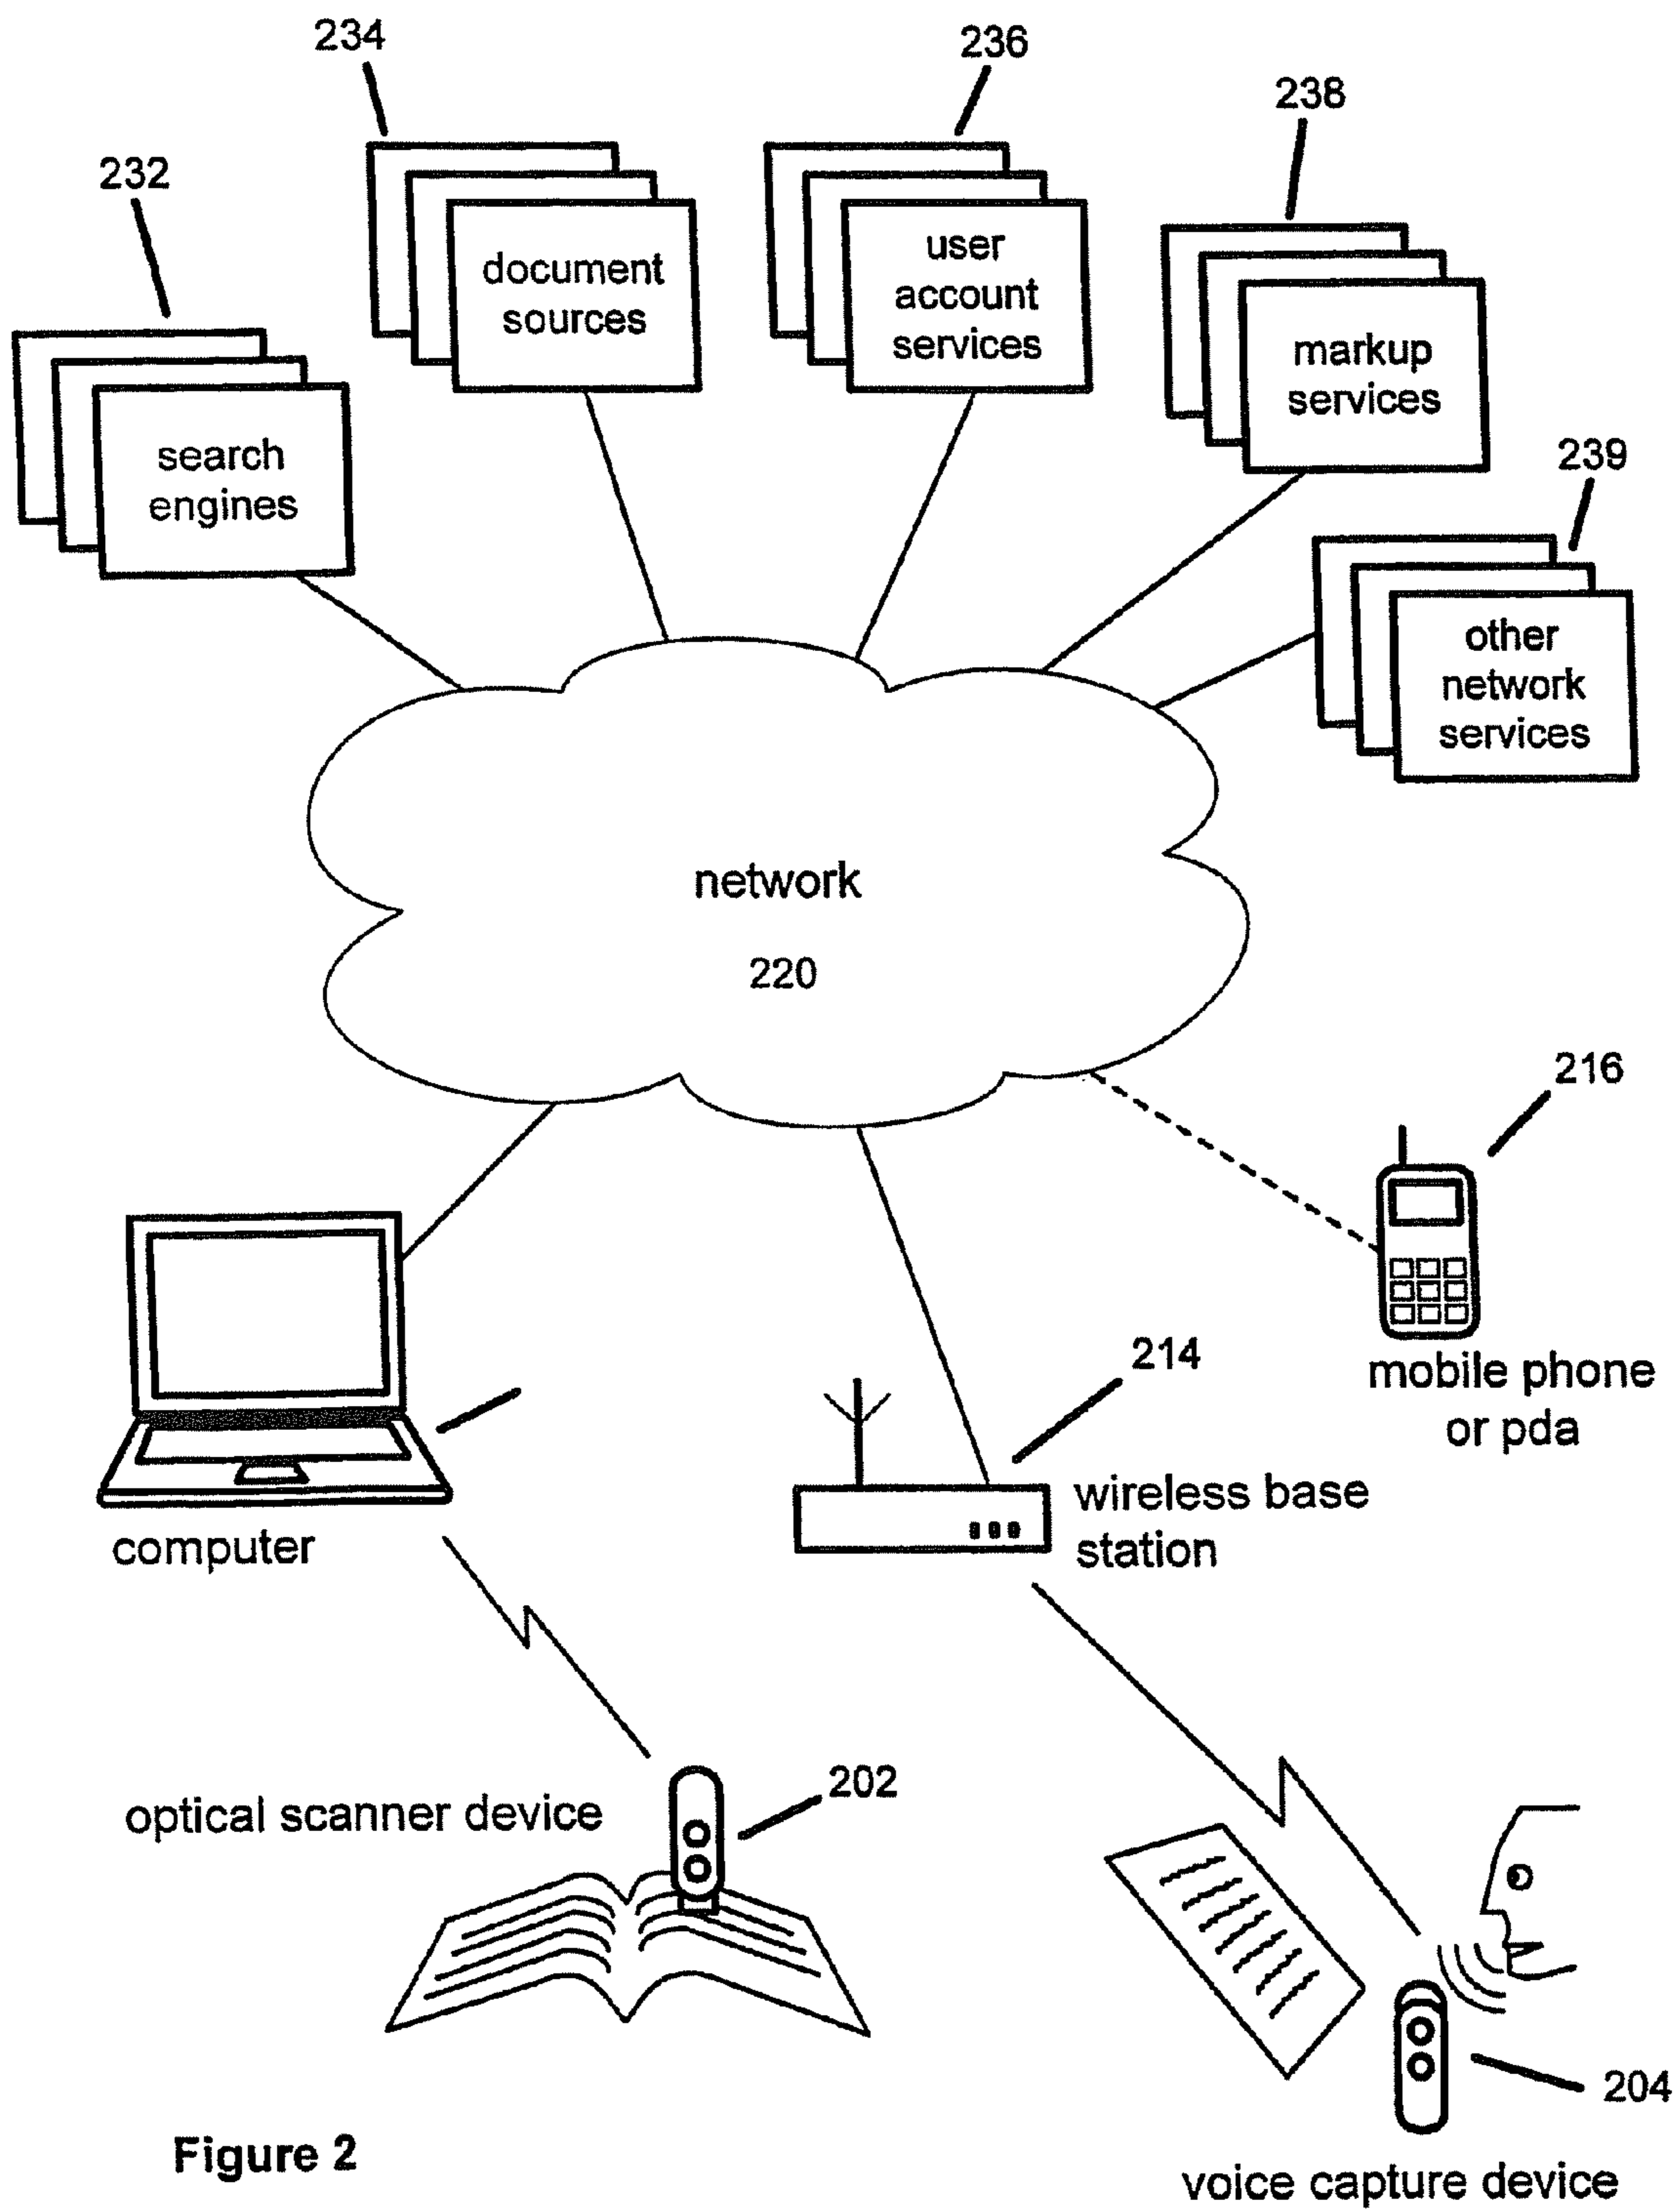 234
236
238
232
document
sources
user
account
services
markup
services
search
engines
239
other
network
services
network
220
216
mobile phone
or pda
214
wireless base
station
computer
202
optical scanner device
204
Figure 2
voice capture device